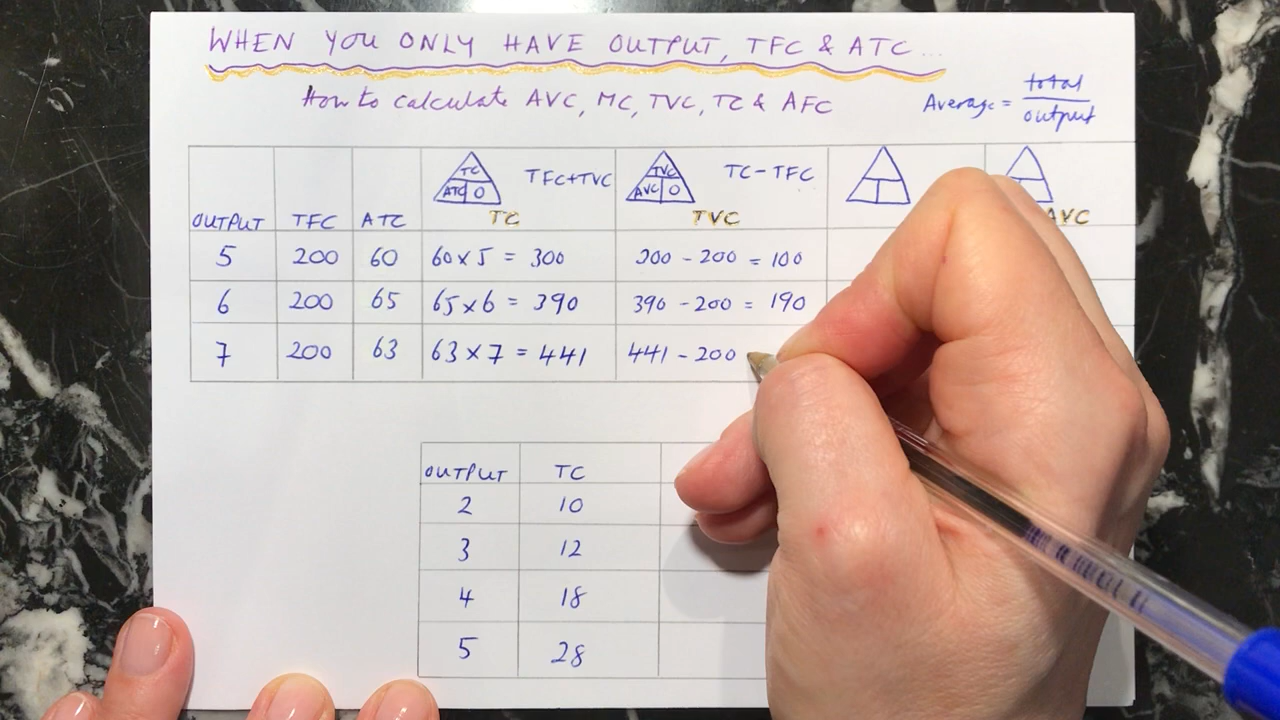 WHEN YOU ONLY HAVE OUTPUT, TFC & ATC...
How to calculate AVC, MC, TVC, TC & AFC
Average = total
output
TC
ATC O
TFC+TVC
TVC
AVC O
TC-TFC
OUTPUT TFC ATC TC TVC AVC
5 200 60 60 x 5 = 300 300 - 200 = 100
6 200 65 65 x 6 = 390 390 - 200 = 190
7 200 63 63 x 7 = 441 441 - 200
OUTPUT TC
2 10
3 12
4 18
5 28